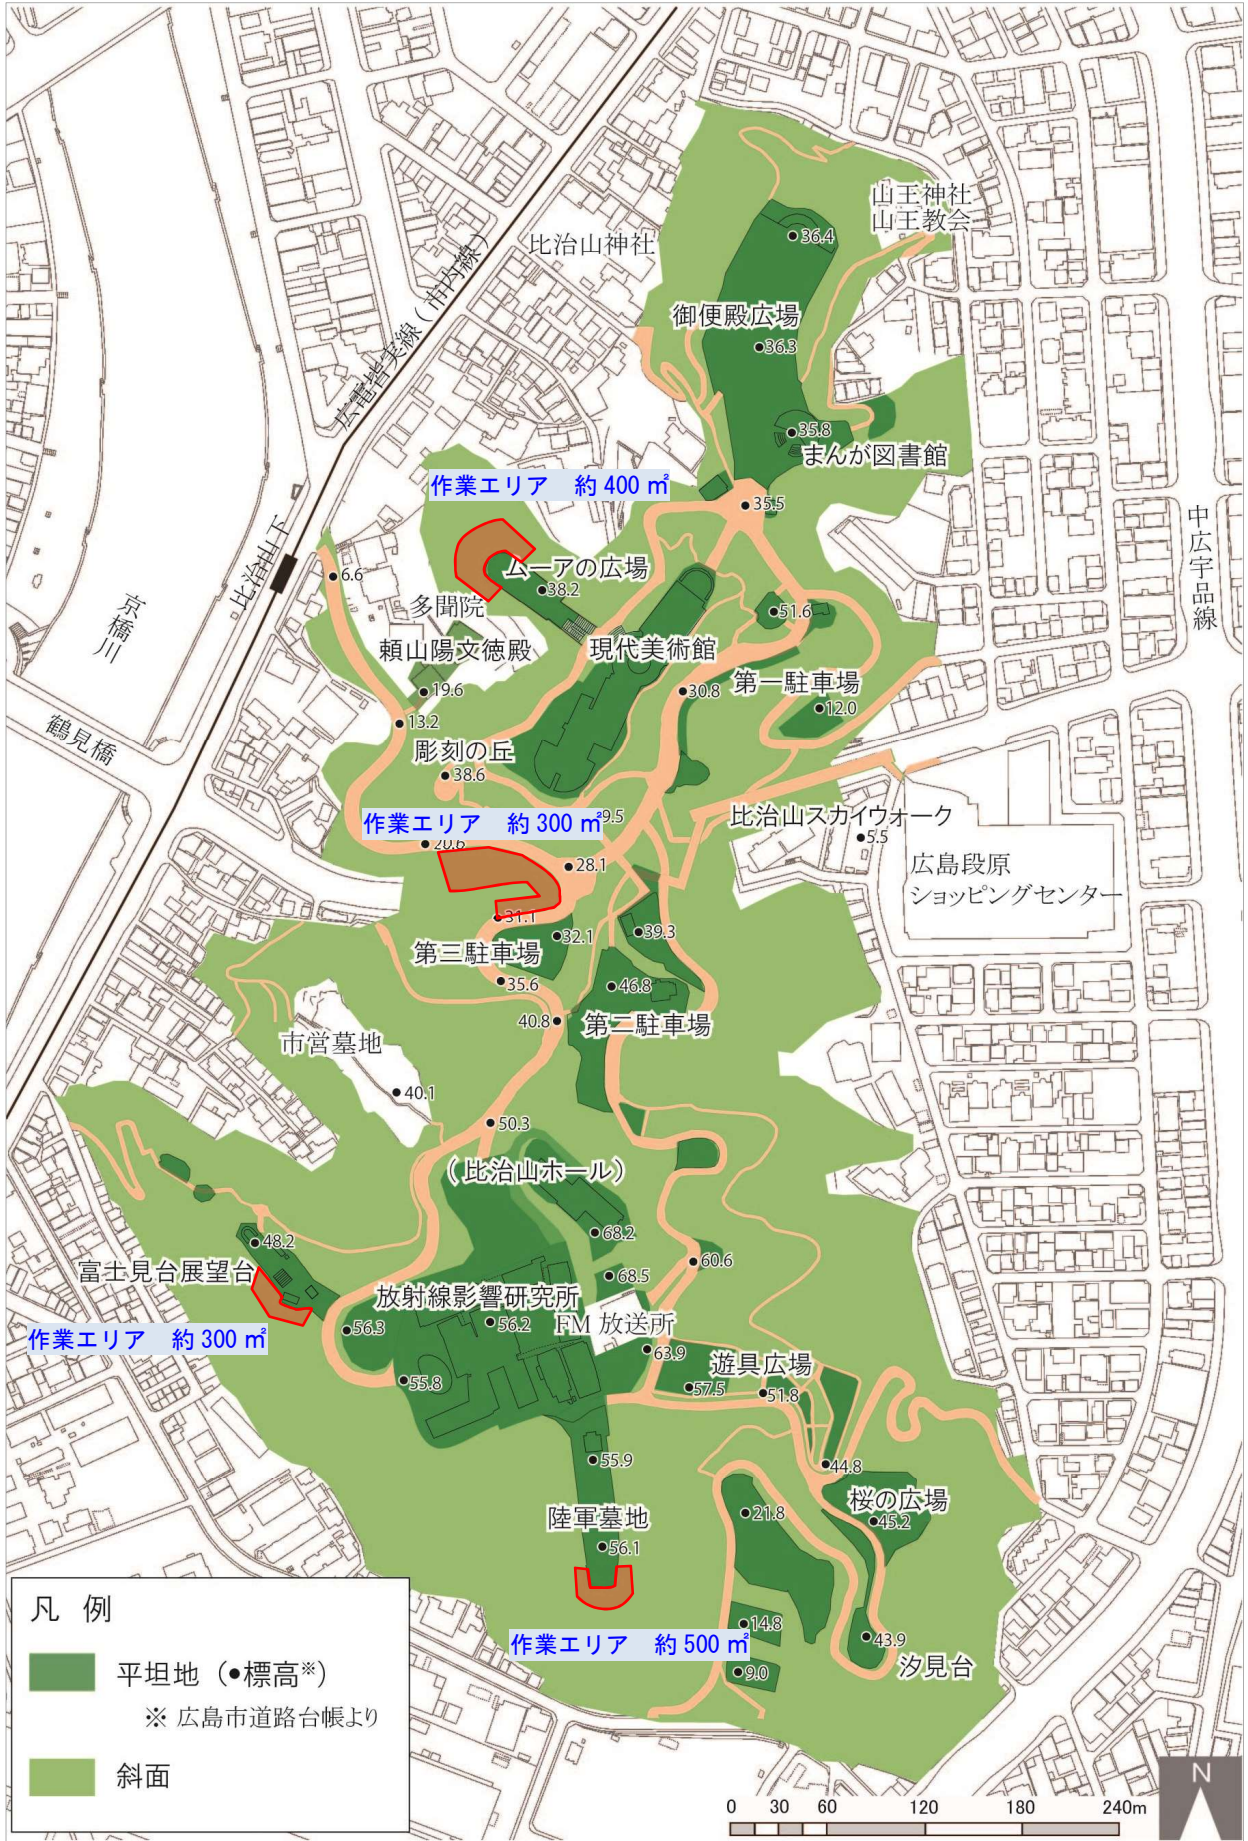 山王神社
山王教会
36.4
比治山神社
広電皆実線（市内線）
御便殿広場
36.3
35.8
まんが図書館
作業エリア　約 400 ㎡
35.5
中広宇品線
比治山下
6.6
ムーアの広場
38.2
京橋川
多聞院
51.6
頼山陽文徳殿
現代美術館
19.6
30.8
第一駐車場
12.0
13.2
鶴見橋
彫刻の丘
38.6
作業エリア　約 300 ㎡
9.5
比治山スカイウォーク
5.5
20.6
28.1
広島段原
ショッピングセンター
31.1
32.1
39.3
第三駐車場
35.6
46.8
40.8
第二駐車場
市営墓地
40.1
50.3
（比治山ホール）
48.2
68.2
富士見台展望台
60.6
68.5
放射線影響研究所
作業エリア　約 300 ㎡
56.3
56.2
FM 放送所
63.9
遊具広場
55.8
57.5
51.8
55.9
44.8
桜の広場
45.2
陸軍墓地
21.8
56.1
作業エリア　約 500 ㎡
14.8
43.9
汐見台
9.0
凡 例
平坦地（●標高※）
※ 広島市道路台帳より
斜面
N
0 30 60 120 180 240m